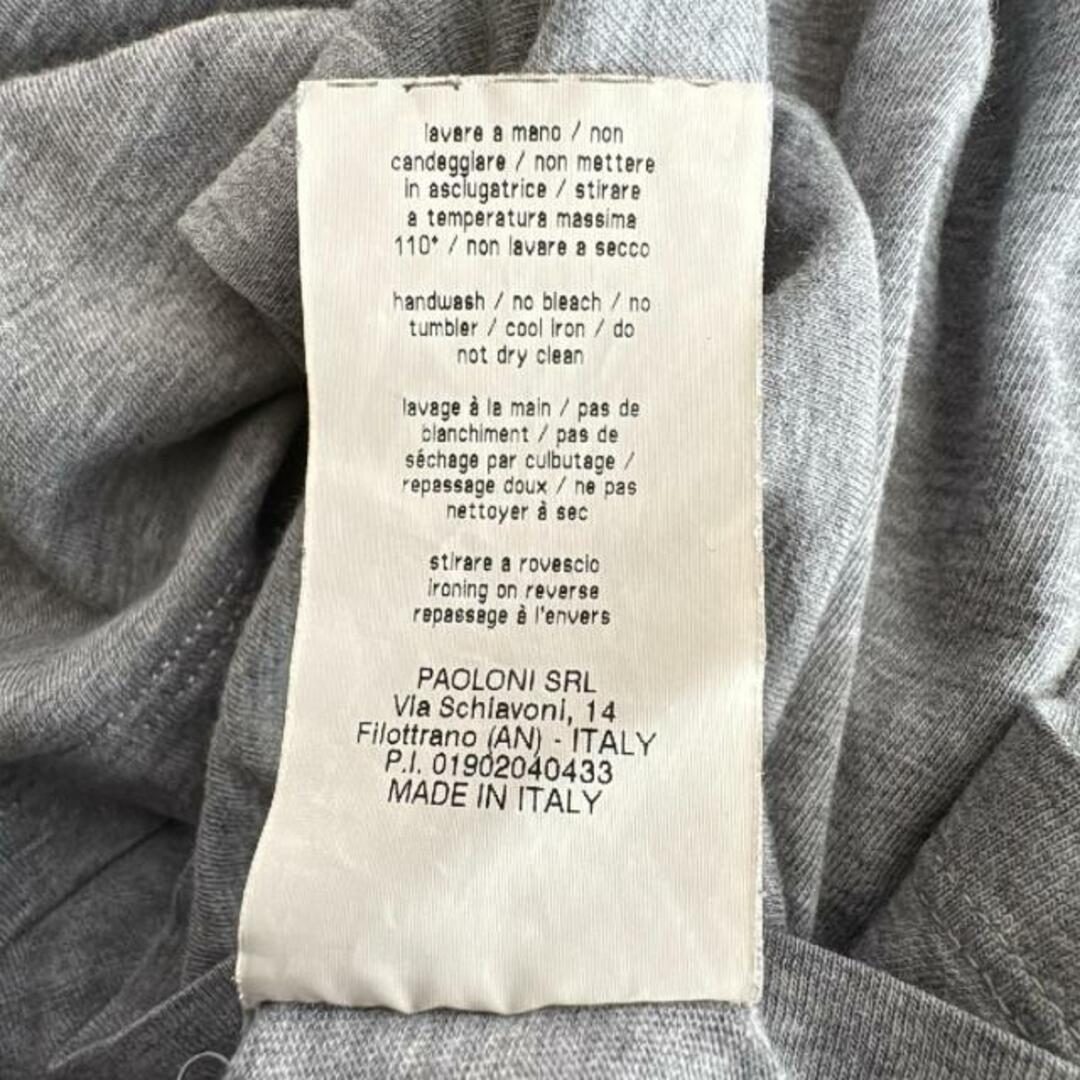 lavare a mano / non
candeggiare / non mettere
in asciugatrice / stirare
a temperatura massima
110° / non lavare a secco
handwash / no bleach / no
tumbler / cool iron / do
not dry clean
lavage à la main / pas de
blanchiment / pas de
séchage par culbutage /
repassage doux / ne pas
nettoyer à sec
stirare a rovescio
ironing on reverse
repassage à l'envers
PAOLONI SRL
Via Schiavoni, 14
Filottrano (AN) - ITALY
P.I. 01902040433
MADE IN ITALY